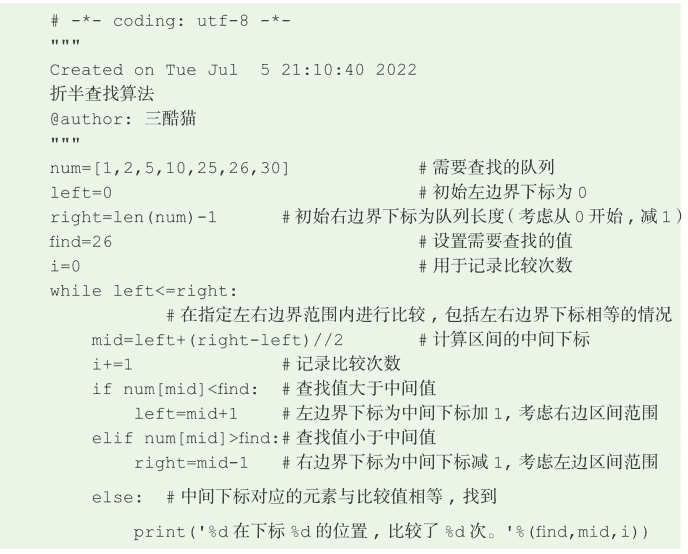 # -*- coding: utf-8 -*-
"""
Created on Tue Jul  5 21:10:40 2022
折半查找算法
@author: 三酷猫
"""
num=[1,2,5,10,25,26,30] #需要查找的队列
left=0 #初始左边界下标为0
right=len(num)-1 #初始右边界下标为队列长度(考虑从0开始,减1)
find=26 #设置需要查找的值
i=0 #用于记录比较次数
while left<=right:
#在指定左右边界范围内进行比较,包括左右边界下标相等的情况
mid=left+(right-left)//2 #计算区间的中间下标
i+=1 #记录比较次数
if num[mid]<find: #查找值大于中间值
left=mid+1 #左边界下标为中间下标加1,考虑右边区间范围
elif num[mid]>find:#查找值小于中间值
right=mid-1 #右边界下标为中间下标减1,考虑左边区间范围
else: #中间下标对应的元素与比较值相等,找到
print('%d在下标%d的位置,比较了%d次。'%(find,mid,i))